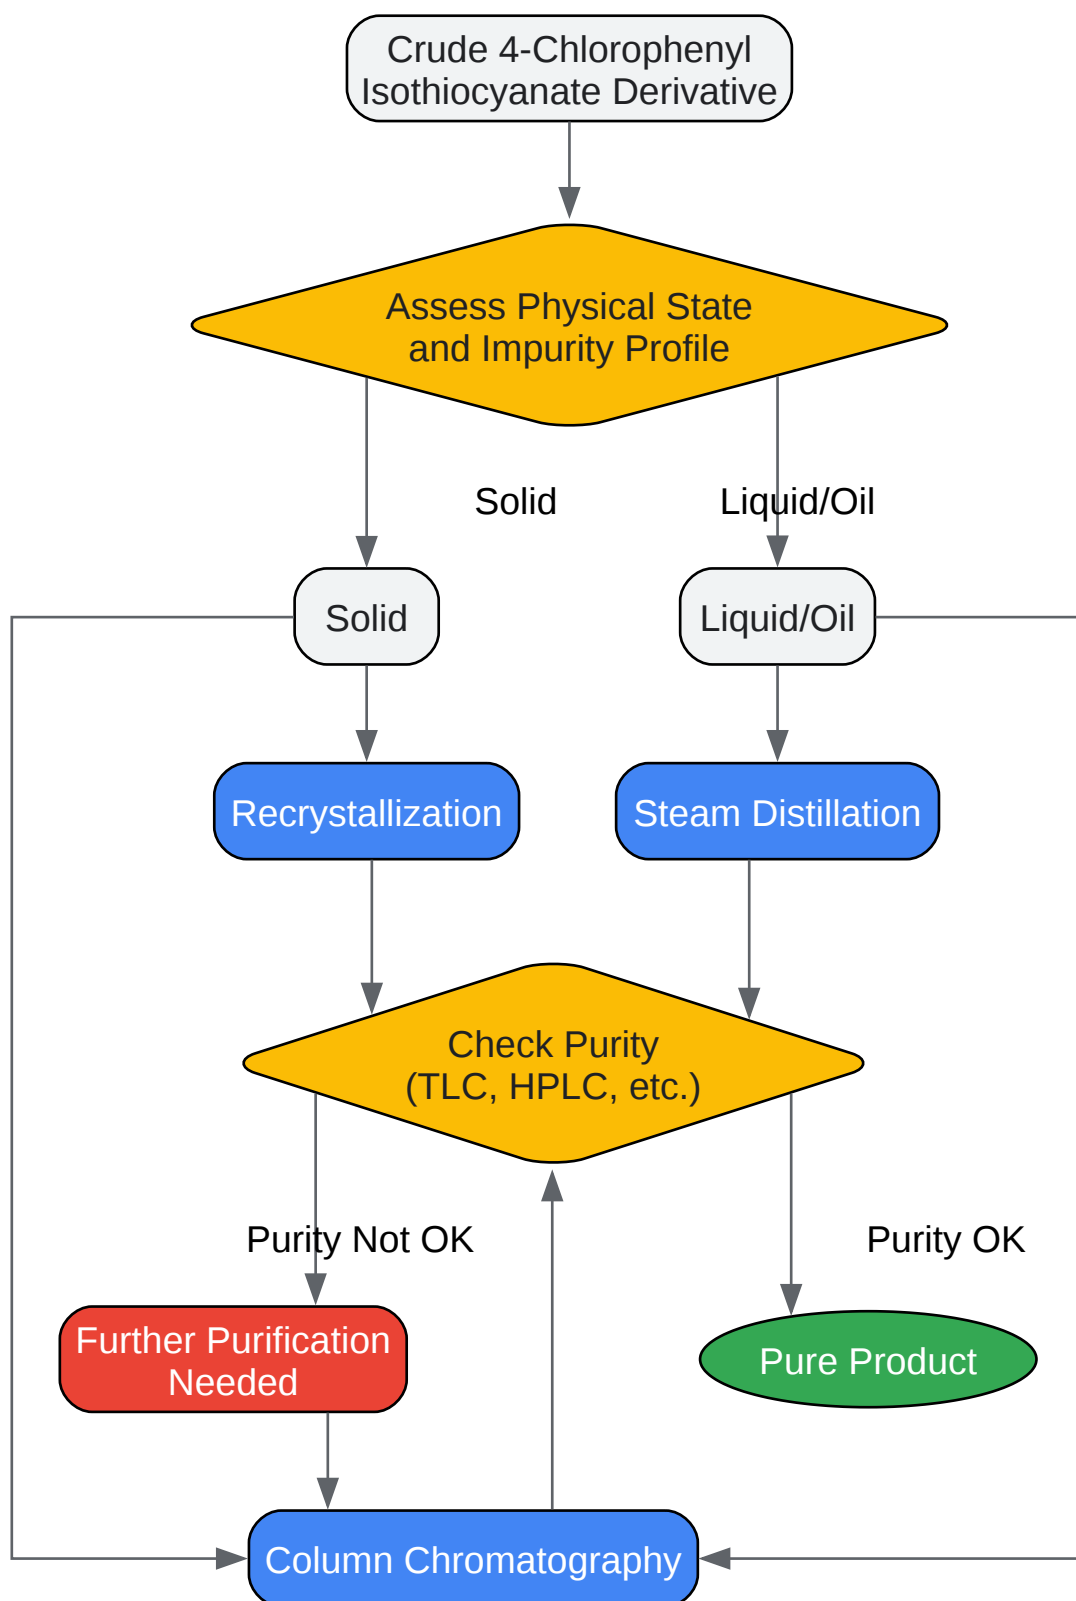 Crude 4-Chlorophenyl
Isothiocyanate Derivative
Assess Physical State
and Impurity Profile
Solid
Liquid/Oil
Solid
Liquid/Oil
Recrystallization
Steam Distillation
Check Purity
(TLC, HPLC, etc.)
Purity Not OK
Purity OK
Further Purification
Needed
Pure Product
Column Chromatography